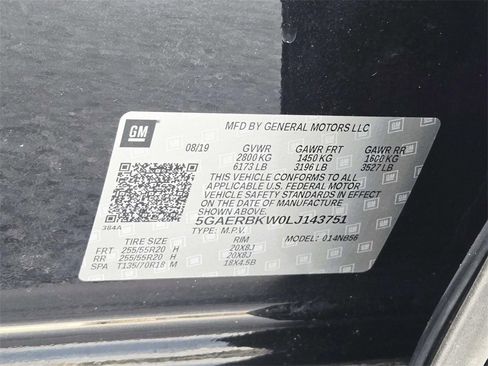 GM
MFD BY GENERAL MOTORS LLC
08/19 GVWR GAWR FRT GAWR RR
2800 KG 1450 KG 1600 KG
6173 LB 3196 LB 3527 LB
THIS VEHICLE CONFORMS TO ALL
APPLICABLE U.S. FEDERAL MOTOR
VEHICLE SAFETY STANDARDS IN EFFECT
ON THE DATE OF MANUFACTURE
SHOWN ABOVE.
384A 5GAERBKW0LJ143751
TYPE: M.P.V. MODEL: 014NB56
TIRE SIZE RIM
FRT 255/55R20 H 20X8J
RR 255/55R20 H 20X8J
SPA T135/70R18 M 18X4.5B